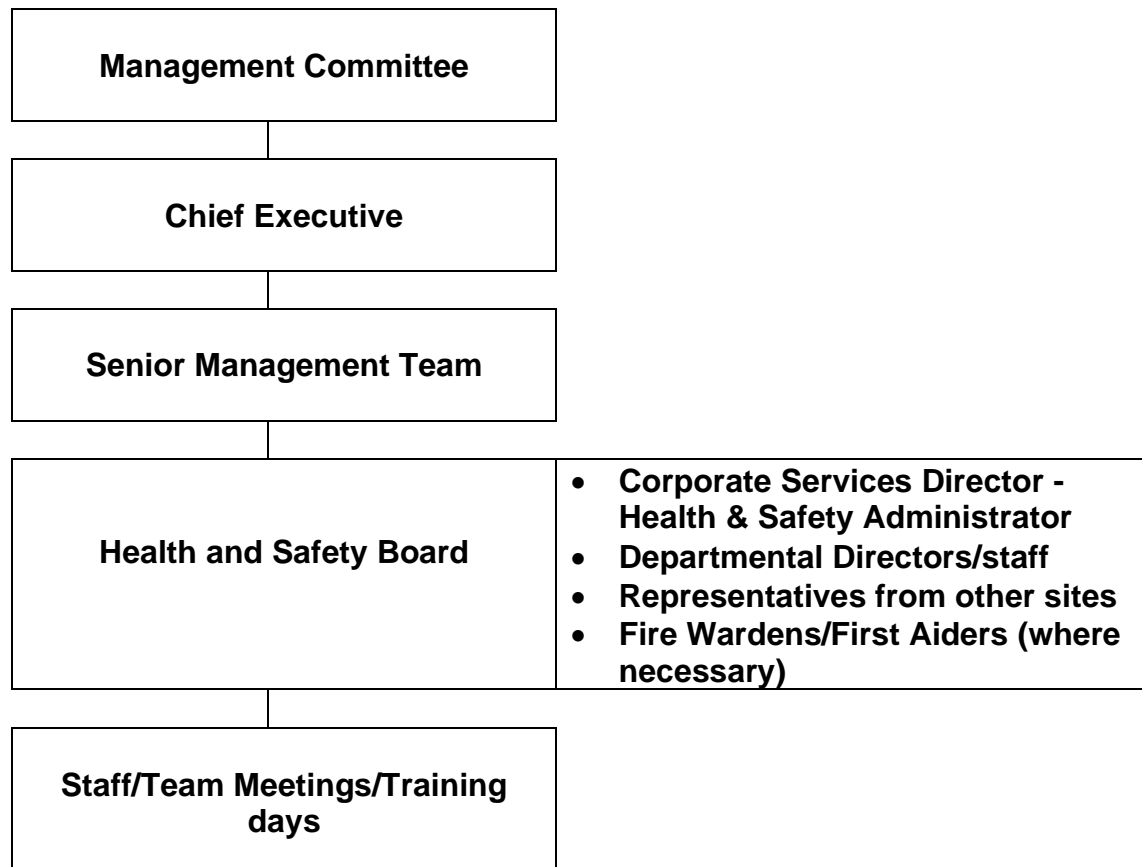 Management Committee
Chief Executive
Senior Management Team
Health and Safety Board
• Corporate Services Director -
Health & Safety Administrator
• Departmental Directors/staff
• Representatives from other sites
• Fire Wardens/First Aiders (where
necessary)
Staff/Team Meetings/Training
days